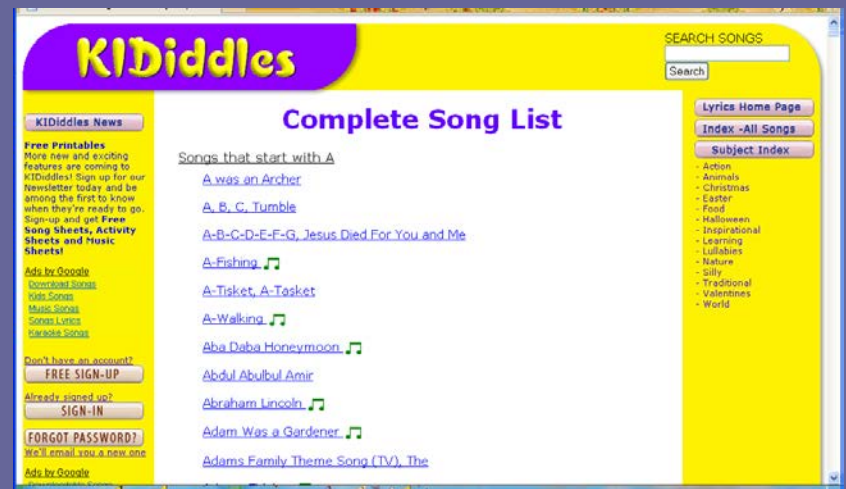 KIDiddles
SEARCH SONGS
Search
KIDiddles News
Free Printables
More new and exciting
features are coming to
KIDiddles! Sign up for our
Newsletter today and be
among the first to know
when they're ready to go.
Sign-up and get Free
Song Sheets, Activity
Sheets and Music
Sheets!
Ads by Google
Download Songs
Kids Songs
Music Songs
Songs Lyrics
Karaoke Songs
Don't have an account?
FREE SIGN-UP
Already signed up?
SIGN-IN
FORGOT PASSWORD?
We'll email you a new one
Ads by Google
Complete Song List
Songs that start with A
A was an Archer
A, B, C, Tumble
A-B-C-D-E-F-G, Jesus Died For You and Me
A-Fishing
A-Tisket, A-Tasket
A-Walking
Aba Daba Honeymoon
Abdul Abulbul Amir
Abraham Lincoln
Adam Was a Gardener
Adams Family Theme Song (TV), The
Lyrics Home Page
Index -All Songs
Subject Index
- Action
- Animals
- Christmas
- Easter
- Food
- Halloween
- Inspirational
- Learning
- Lullabies
- Nature
- Silly
- Traditional
- Valentines
- World